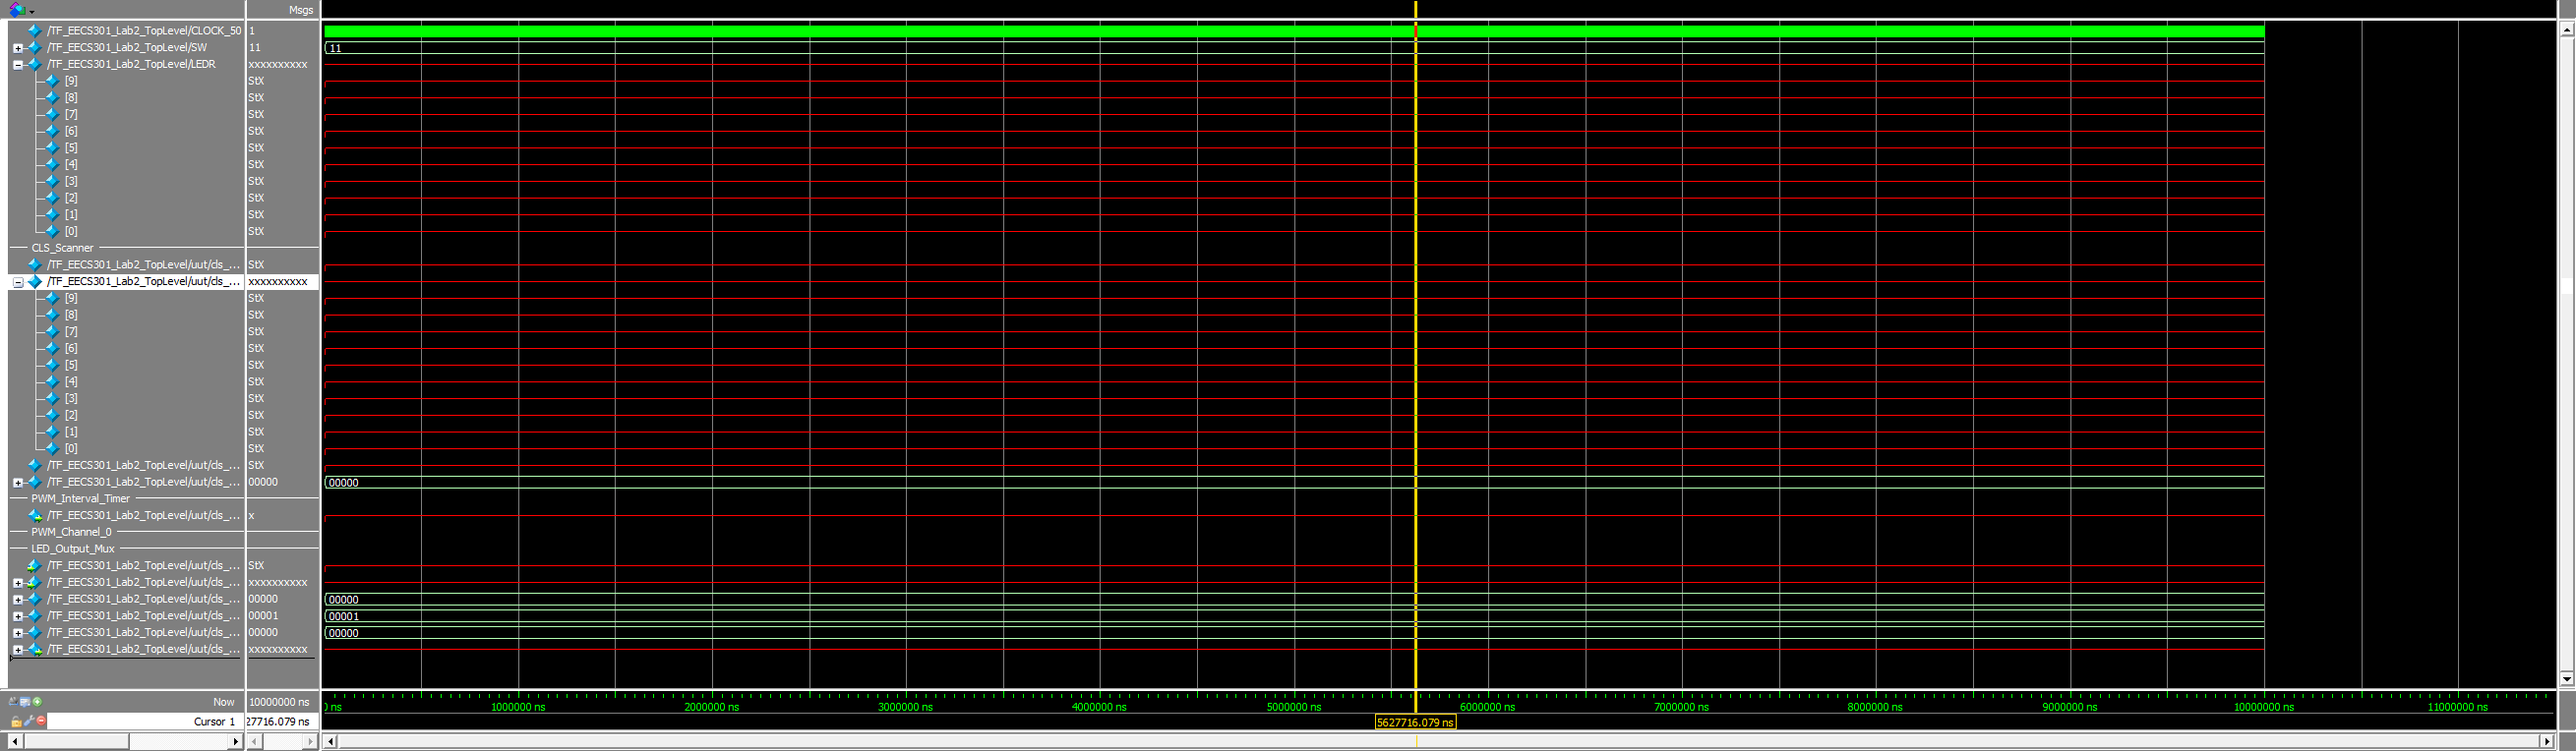 Msgs
/TF_EECS301_Lab2_TopLevel/CLOCK_50 1
/TF_EECS301_Lab2_TopLevel/SW 11 11
/TF_EECS301_Lab2_TopLevel/LEDR xxxxxxxxxx
[9] StX
[8] StX
[7] StX
[6] StX
[5] StX
[4] StX
[3] StX
[2] StX
[1] StX
[0] StX
CLS_Scanner
/TF_EECS301_Lab2_TopLevel/uut/cls_... StX
/TF_EECS301_Lab2_TopLevel/uut/cls_... xxxxxxxxxx
[9] StX
[8] StX
[7] StX
[6] StX
[5] StX
[4] StX
[3] StX
[2] StX
[1] StX
[0] StX
/TF_EECS301_Lab2_TopLevel/uut/cls_... StX
/TF_EECS301_Lab2_TopLevel/uut/cls_... 00000 00000
PWM_Interval_Timer
/TF_EECS301_Lab2_TopLevel/uut/cls_... x
PWM_Channel_0
LED_Output_Mux
/TF_EECS301_Lab2_TopLevel/uut/cls_... StX
/TF_EECS301_Lab2_TopLevel/uut/cls_... xxxxxxxxxx
/TF_EECS301_Lab2_TopLevel/uut/cls_... 00000 00000
/TF_EECS301_Lab2_TopLevel/uut/cls_... 00001 00001
/TF_EECS301_Lab2_TopLevel/uut/cls_... 00000 00000
/TF_EECS301_Lab2_TopLevel/uut/cls_... xxxxxxxxxx
Now 10000000 ns
ns 1000000 ns 2000000 ns 3000000 ns 4000000 ns 5000000 ns 6000000 ns 7000000 ns 8000000 ns 9000000 ns 10000000 ns 11000000 ns
Cursor 1 27716.079 ns 5627716.079 ns